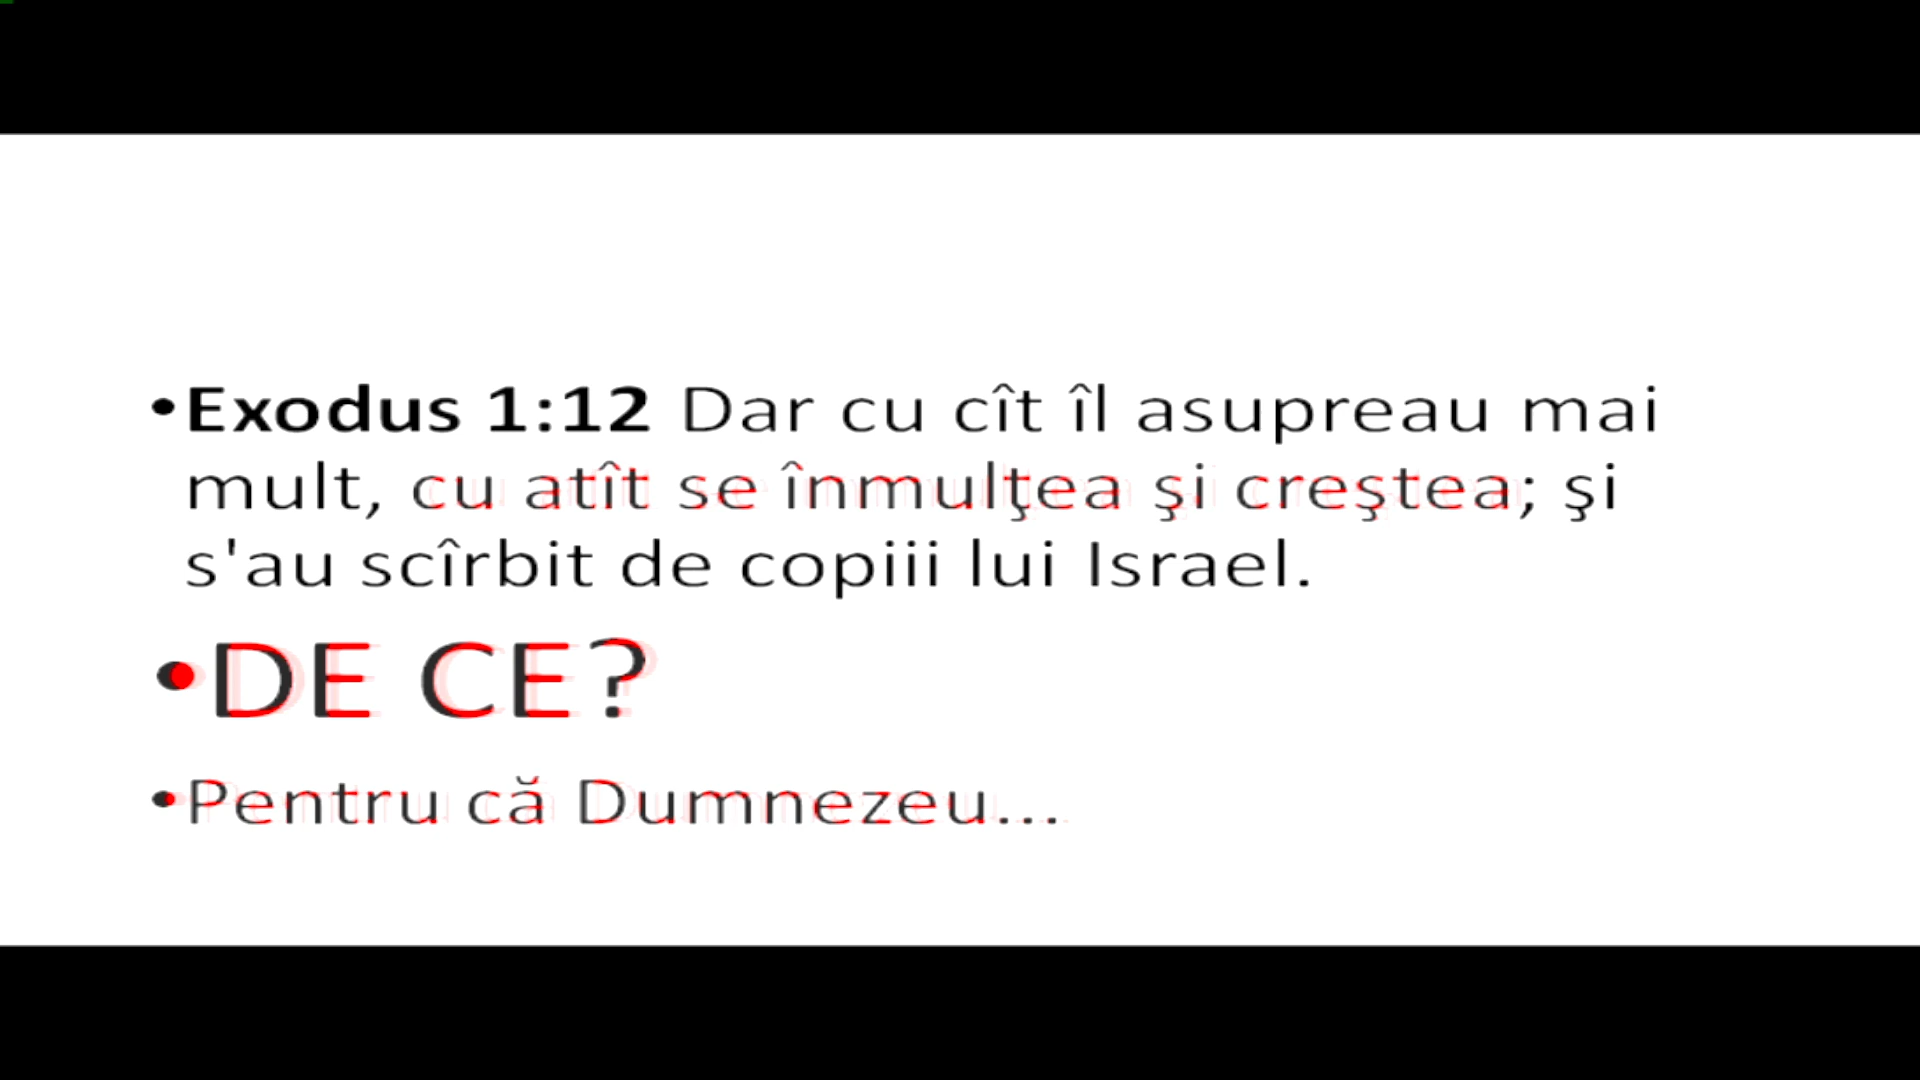 •Exodus 1:12 Dar cu cît îl asupreau mai
mult, cu atît se înmulţea şi creştea; şi
s'au scîrbit de copiii lui Israel.
•DE CE?
•Pentru că Dumnezeu...